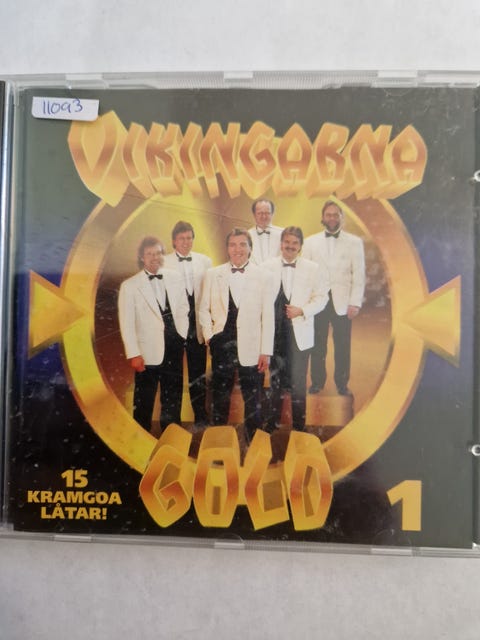 11093
VIKINGARNA
GOLD
15
KRAMGOA
LÅTAR!
1